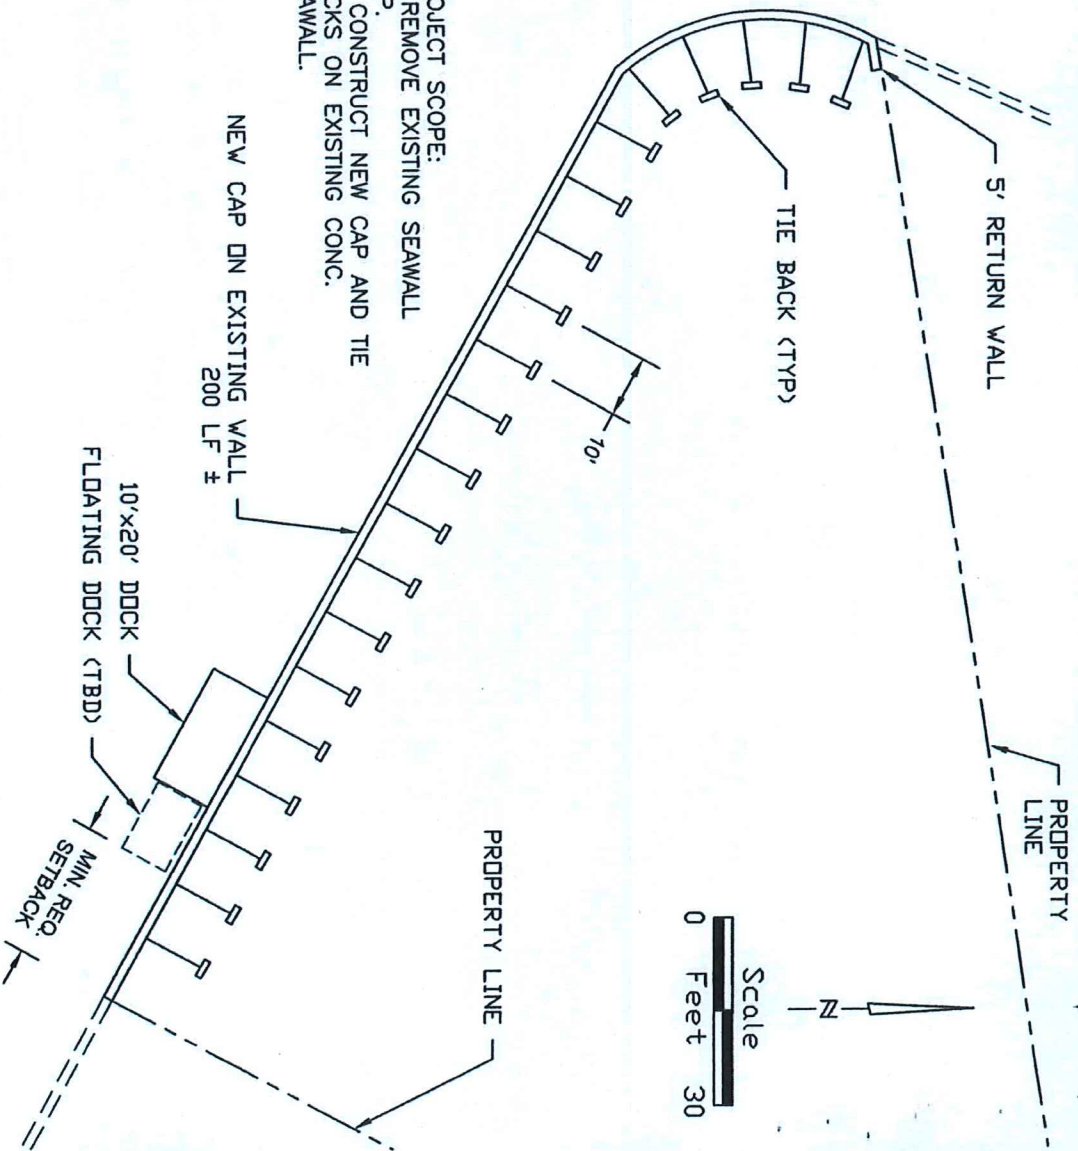 PROPERTY
LINE
5' RETURN WALL
N
Scale
0 Feet 30
TIE BACK (TYP)
10'
PROPERTY LINE
OJECT SCOPE:
REMOVE EXISTING SEAWALL
P.
CONSTRUCT NEW CAP AND TIE
CKS ON EXISTING CONC.
AWALL.
NEW CAP ON EXISTING WALL
200 LF ±
10'x20' DOCK
FLOATING DOCK (TBD)
MIN. REQ.
SETBACK